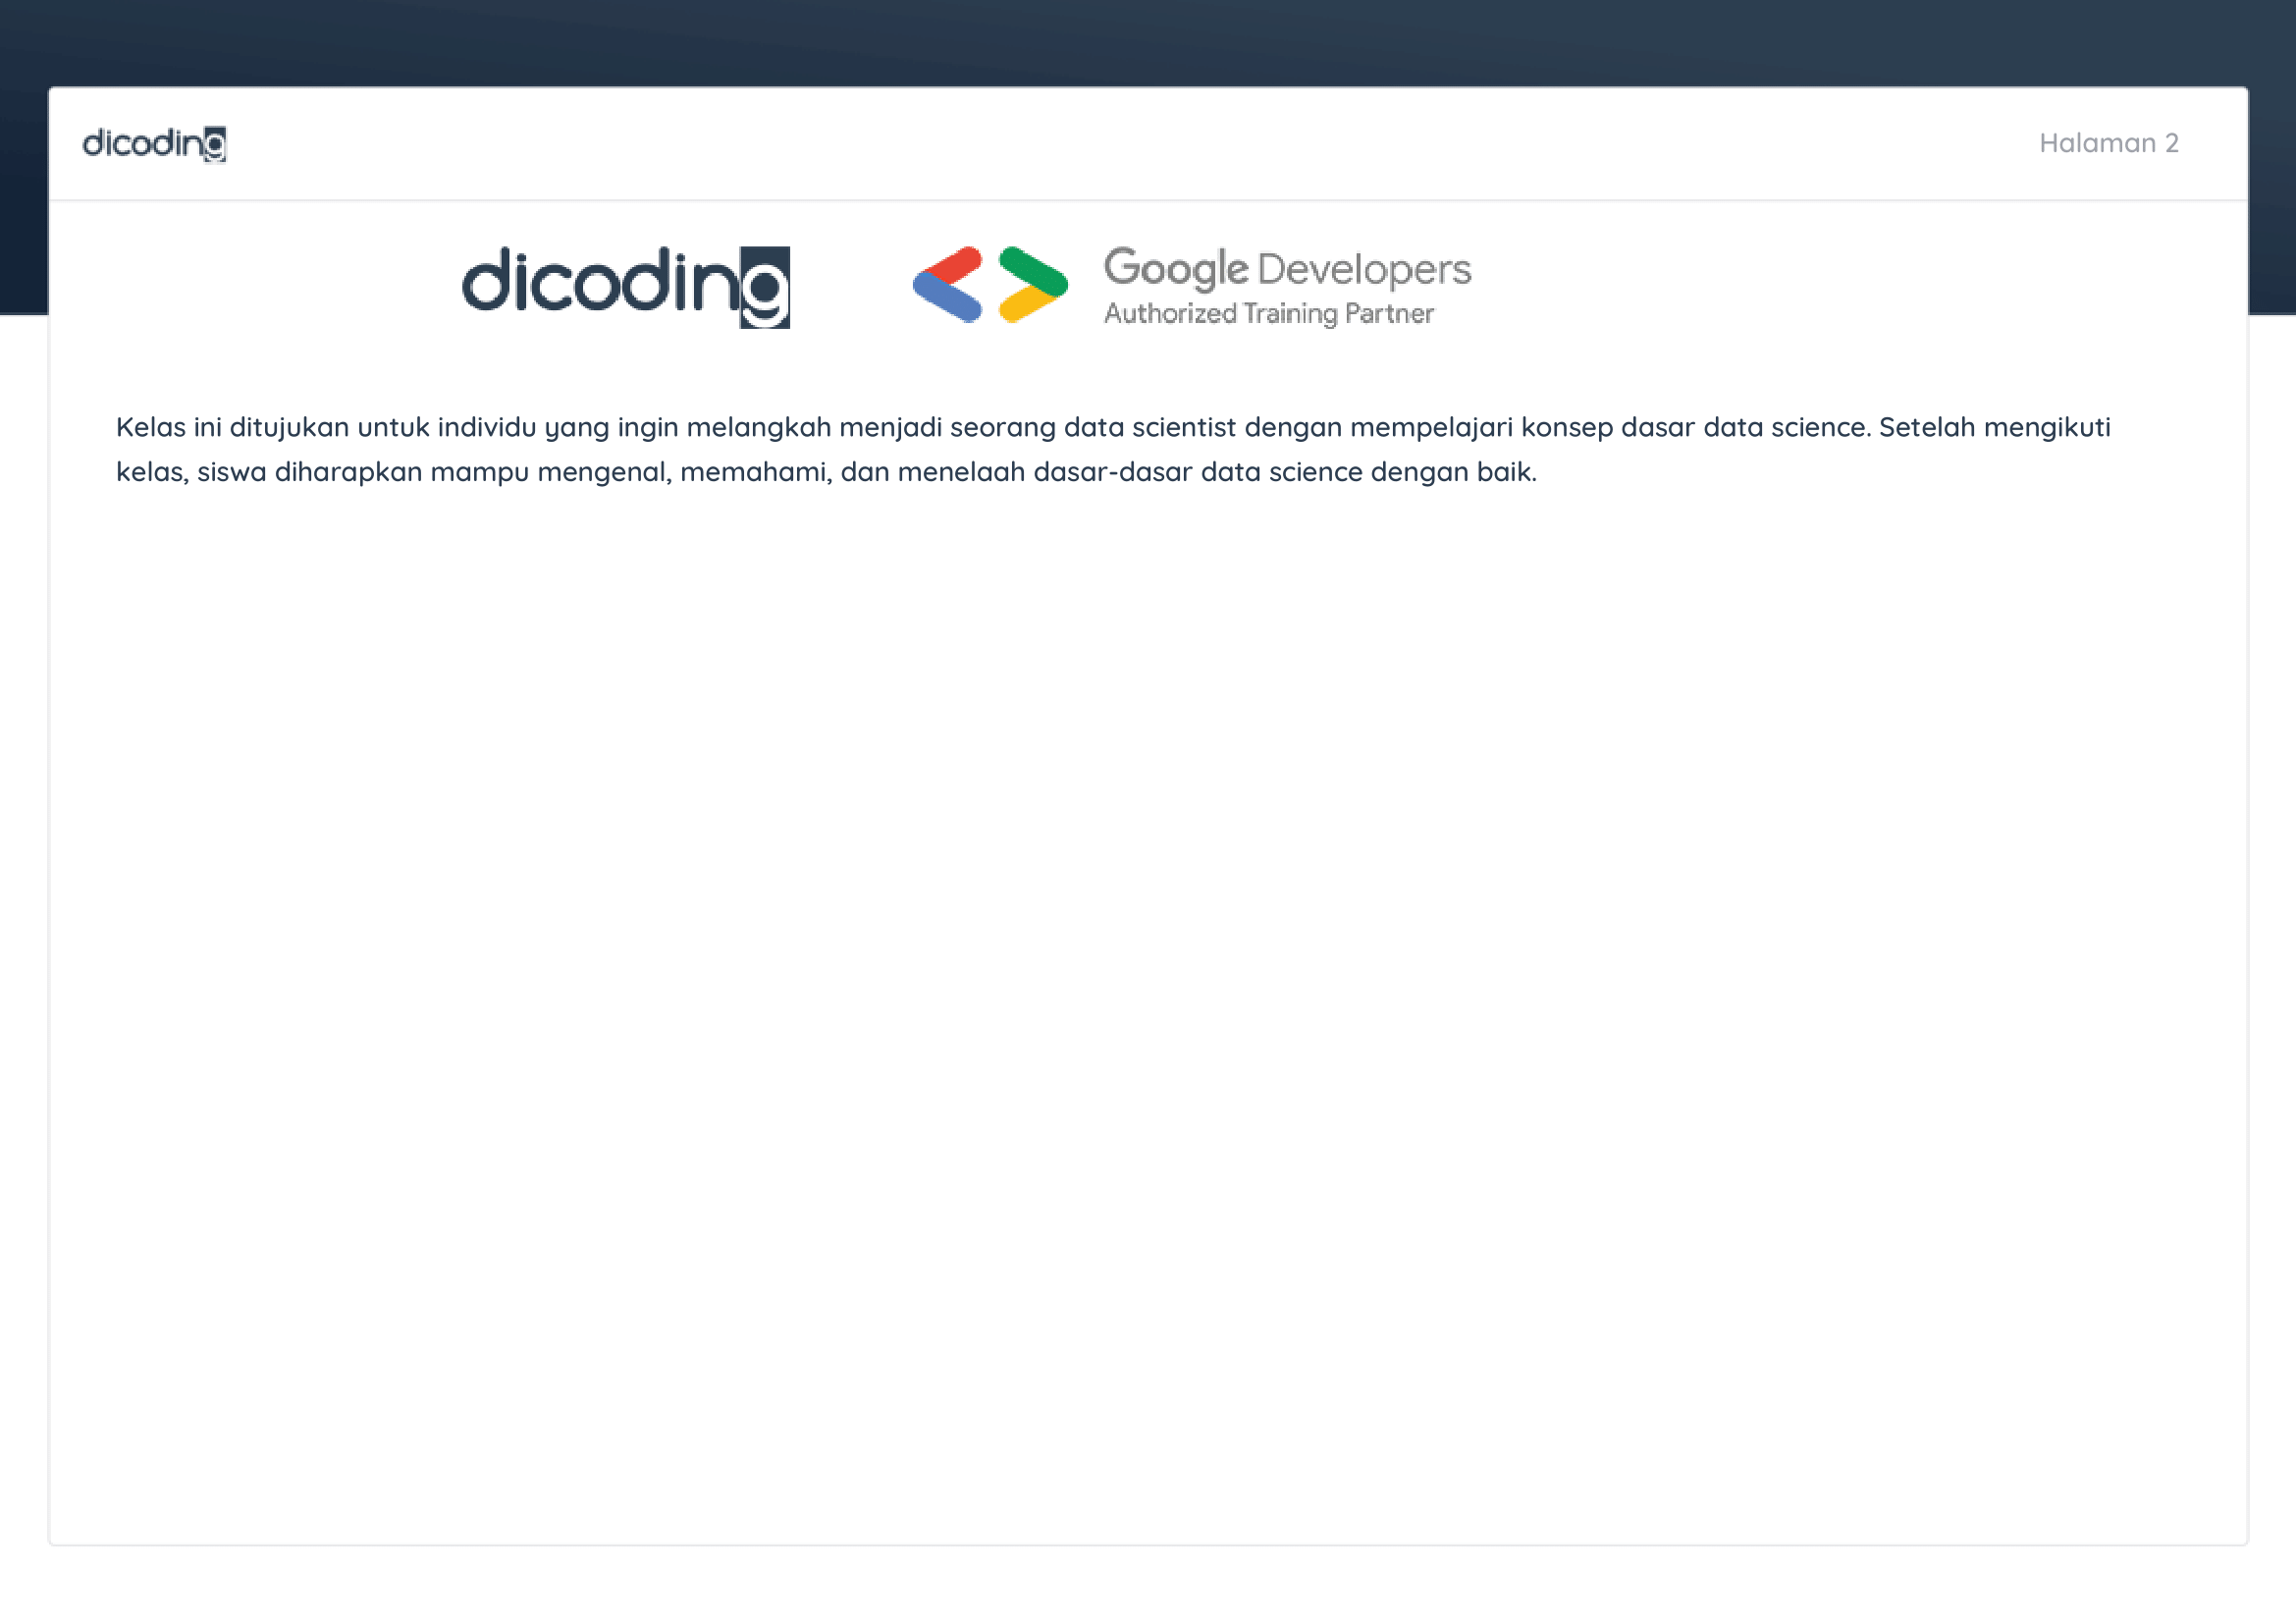 dicoding
Halaman 2
dicoding
Google Developers
Authorized Training Partner
Kelas ini ditujukan untuk individu yang ingin melangkah menjadi seorang data scientist dengan mempelajari konsep dasar data science. Setelah mengikuti
kelas, siswa diharapkan mampu mengenal, memahami, dan menelaah dasar-dasar data science dengan baik.